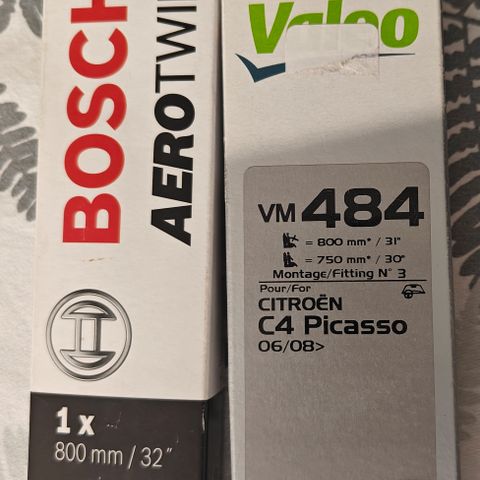 BOSCH
AEROTWIN
1 x
800 mm / 32"
Valeo
VM 484
= 800 mm* / 31"
= 750 mm* / 30"
Montage/Fitting N° 3
Pour/For
CITROËN
C4 Picasso
06/08>